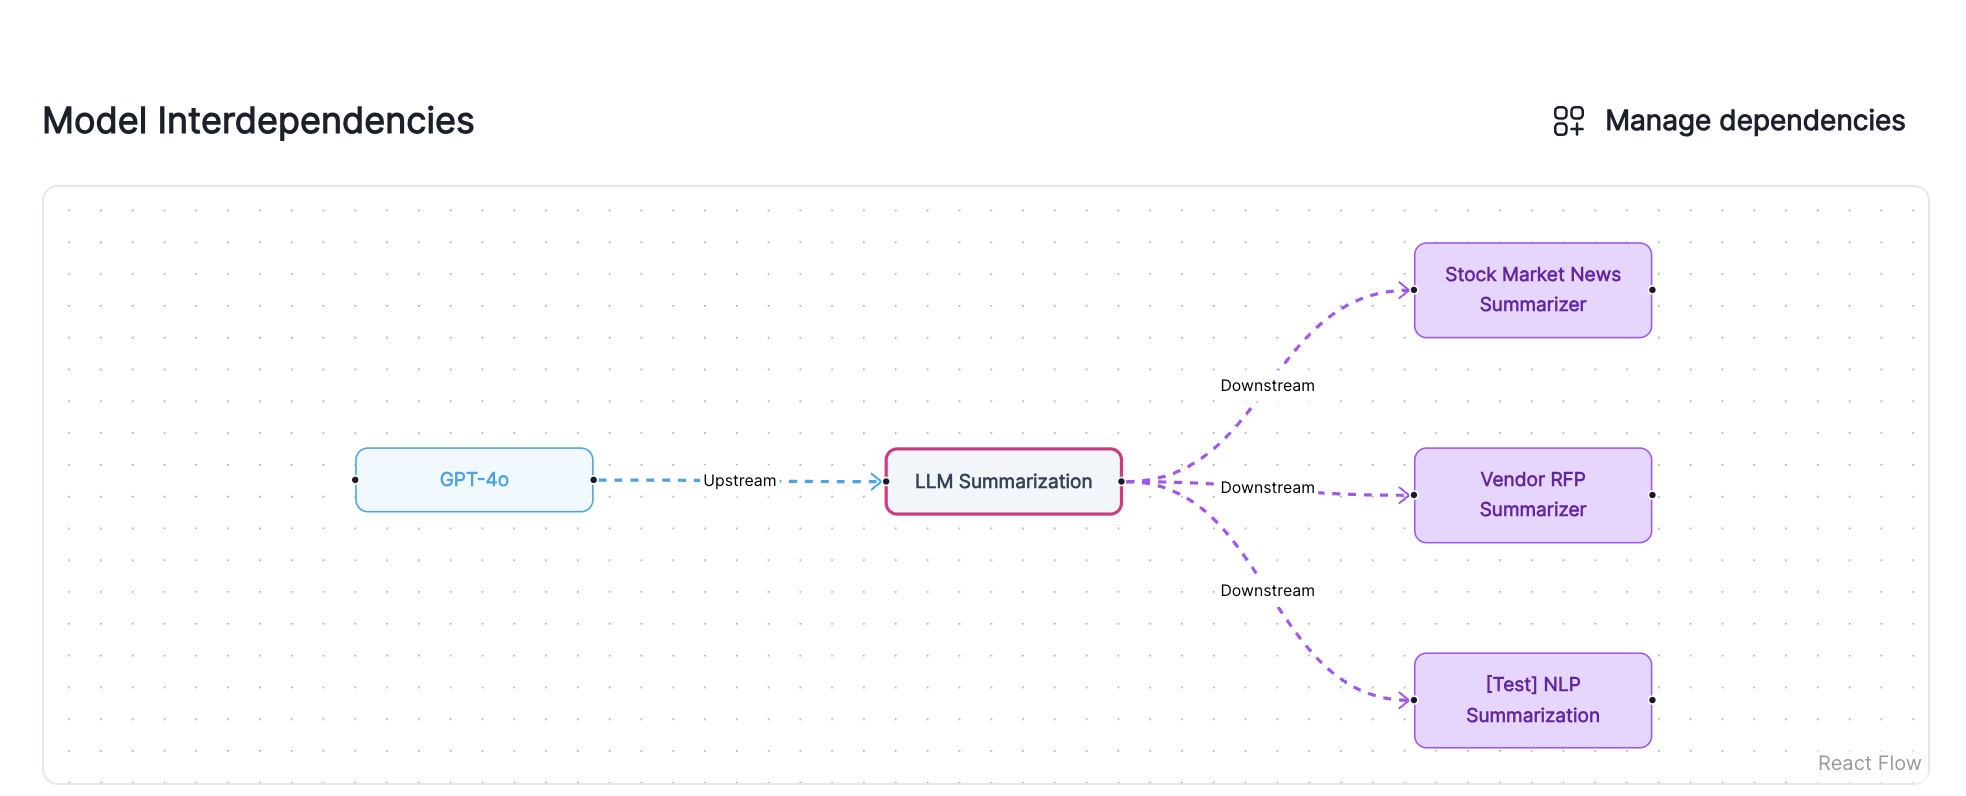 Model Interdependencies
Manage dependencies
Stock Market News
Summarizer
Downstream
GPT-4o
Upstream
LLM Summarization
Downstream
Vendor RFP
Summarizer
Downstream
[Test] NLP
Summarization
React Flow